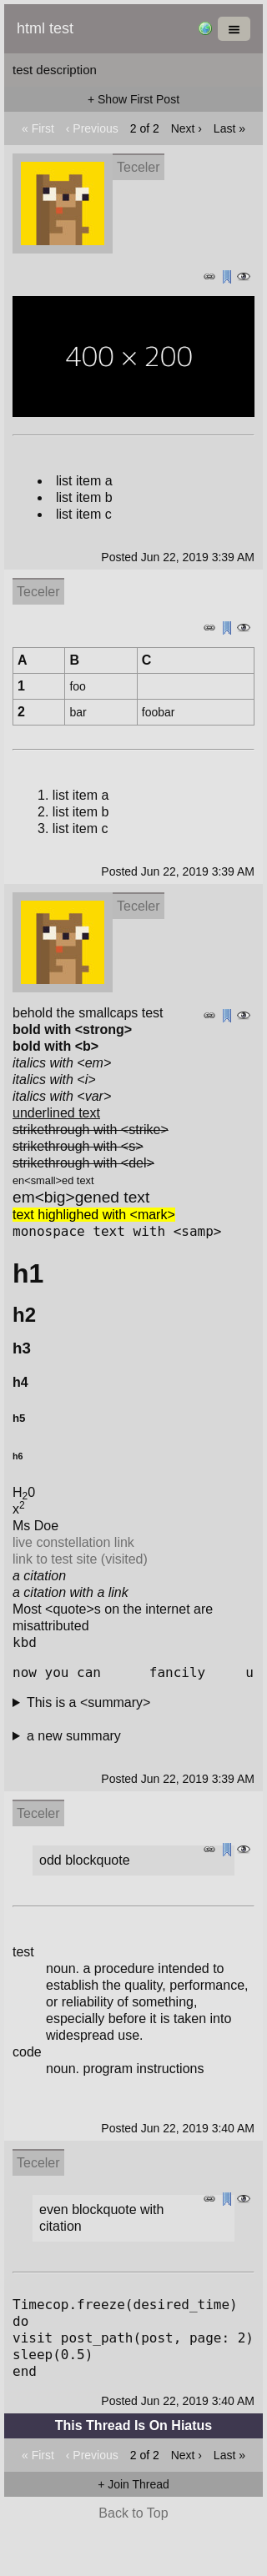 html test
test description
+ Show First Post
« First ‹ Previous 2 of 2 Next › Last »
Teceler
400 × 200
• list item a
• list item b
• list item c
Posted Jun 22, 2019 3:39 AM
Teceler
A B C
1 foo
2 bar foobar
1. list item a
2. list item b
3. list item c
Posted Jun 22, 2019 3:39 AM
Teceler
behold the smallcaps test
bold with <strong>
bold with <b>
italics with <em>
italics with <i>
italics with <var>
underlined text
strikethrough with <strike>
strikethrough with <s>
strikethrough with <del>
en<small>ed text
em<big>gened text
text highlighed with <mark>
monospace text with <samp>
h1
h2
h3
h4
h5
h6
H20
x2
Ms Doe
live constellation link
link to test site (visited)
a citation
a citation with a link
Most <quote>s on the internet are
misattributed
kbd
now you can fancily u
This is a <summary>
a new summary
Posted Jun 22, 2019 3:39 AM
Teceler
odd blockquote
test
noun. a procedure intended to
establish the quality, performance,
or reliability of something,
especially before it is taken into
widespread use.
code
noun. program instructions
Posted Jun 22, 2019 3:40 AM
Teceler
even blockquote with
citation
Timecop.freeze(desired_time)
do
visit post_path(post, page: 2)
sleep(0.5)
end
Posted Jun 22, 2019 3:40 AM
This Thread Is On Hiatus
« First ‹ Previous 2 of 2 Next › Last »
+ Join Thread
Back to Top